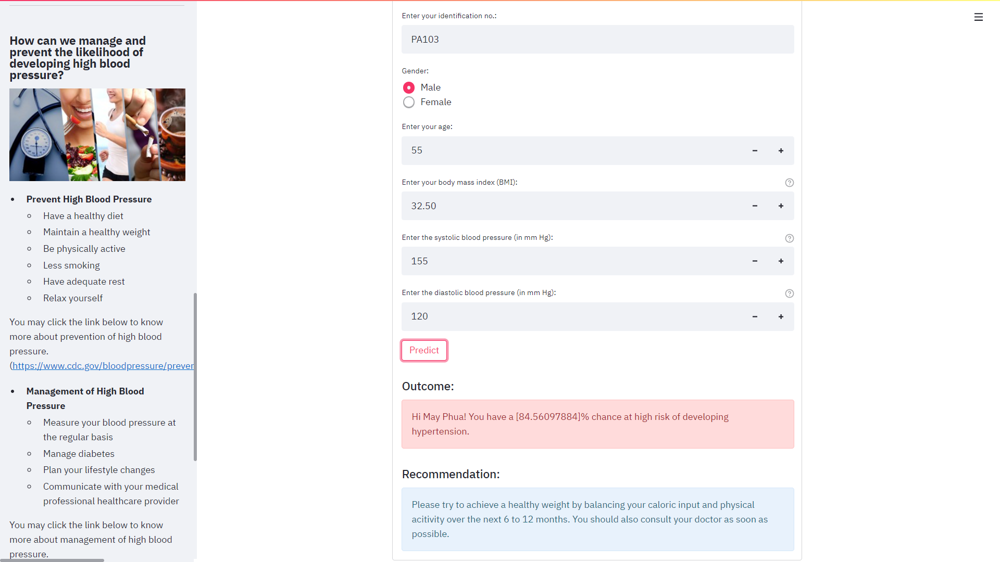 How can we manage and
prevent the likelihood of
developing high blood
pressure?
Prevent High Blood Pressure
Have a healthy diet
Maintain a healthy weight
Be physically active
Less smoking
Have adequate rest
Relax yourself
You may click the link below to know
more about prevention of high blood
pressure.
(https://www.cdc.gov/bloodpressure/preven
Management of High Blood
Pressure
Measure your blood pressure at
the regular basis
Manage diabetes
Plan your lifestyle changes
Communicate with your medical
professional healthcare provider
You may click the link below to know
more about management of high blood
pressure.
Enter your identification no.:
PA103
Gender:
Male
Female
Enter your age:
55
Enter your body mass index (BMI):
32.50
Enter the systolic blood pressure (in mm Hg):
155
Enter the diastolic blood pressure (in mm Hg):
120
Predict
Outcome:
Hi May Phua! You have a [84.56097884]% chance at high risk of developing
hypertension.
Recommendation:
Please try to achieve a healthy weight by balancing your caloric input and physical
acitivity over the next 6 to 12 months. You should also consult your doctor as soon as
possible.